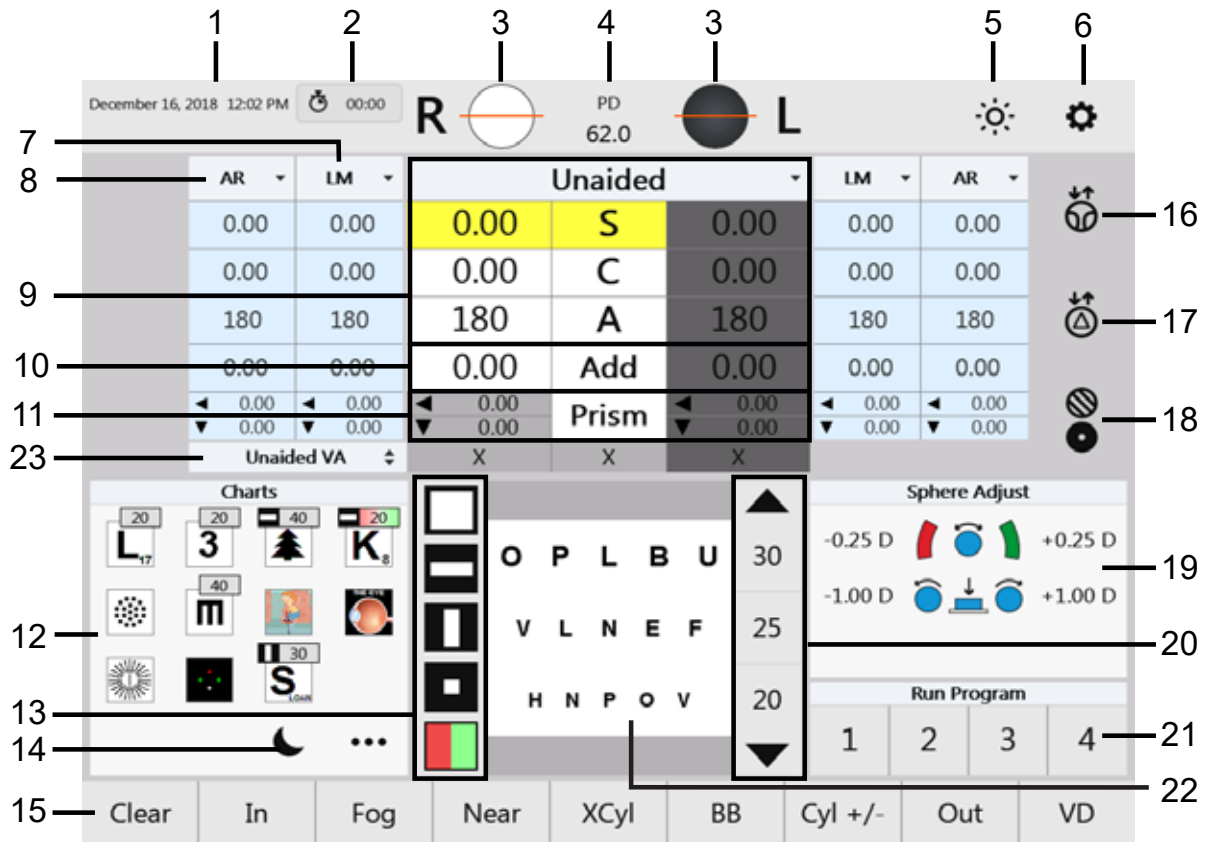 1 2 3 4 3 5 6
December 16, 2018 12:02 PM 00:00 R PD L
62.0
7
8 AR LM Unaided LM AR
0.00 0.00 0.00 S 0.00 0.00 0.00 16
0.00 0.00 0.00 C 0.00 0.00 0.00
9
180 180 180 A 180 180 180 17
10 0.00 0.00 0.00 Add 0.00 0.00 0.00
11 0.00 0.00 0.00 Prism 0.00 0.00 0.00 18
0.00 0.00 0.00 0.00 0.00 0.00
23 Unaided VA X X X
Charts Sphere Adjust
20 20 40 20
L17 3 K8
O P L B U 30 -0.25 D +0.25 D 19
40
m THE EYE
-1.00 D +1.00 D
12 V L N E F 25 20
30
S LOAN
13 H N P O V 20 Run Program
14 1 2 3 4 21
22
15 Clear In Fog Near XCyl BB Cyl +/- Out VD